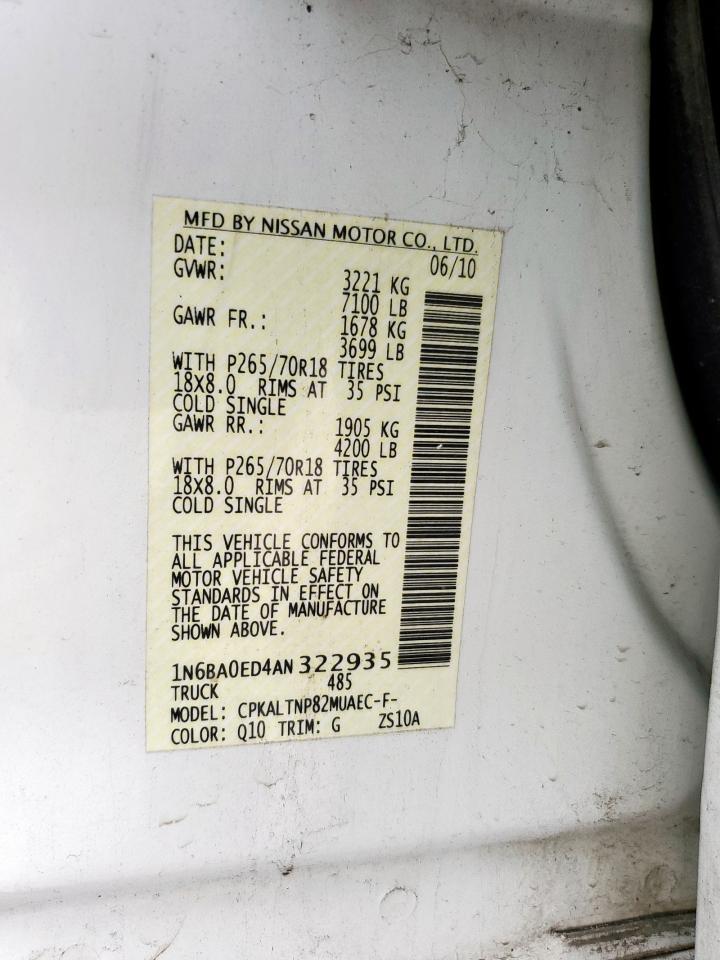 MFD BY NISSAN MOTOR CO., LTD.
DATE: 06/10
GVWR: 3221 KG
7100 LB
GAWR FR.: 1678 KG
3699 LB
WITH P265/70R18 TIRES
18X8.0 RIMS AT 35 PSI
COLD SINGLE
GAWR RR.: 1905 KG
4200 LB
WITH P265/70R18 TIRES
18X8.0 RIMS AT 35 PSI
COLD SINGLE
THIS VEHICLE CONFORMS TO
ALL APPLICABLE FEDERAL
MOTOR VEHICLE SAFETY
STANDARDS IN EFFECT ON
THE DATE OF MANUFACTURE
SHOWN ABOVE.
1N6BA0ED4AN 322935
TRUCK 485
MODEL: CPKALTNP82MUAEC-F-
COLOR: Q10 TRIM: G ZS10A